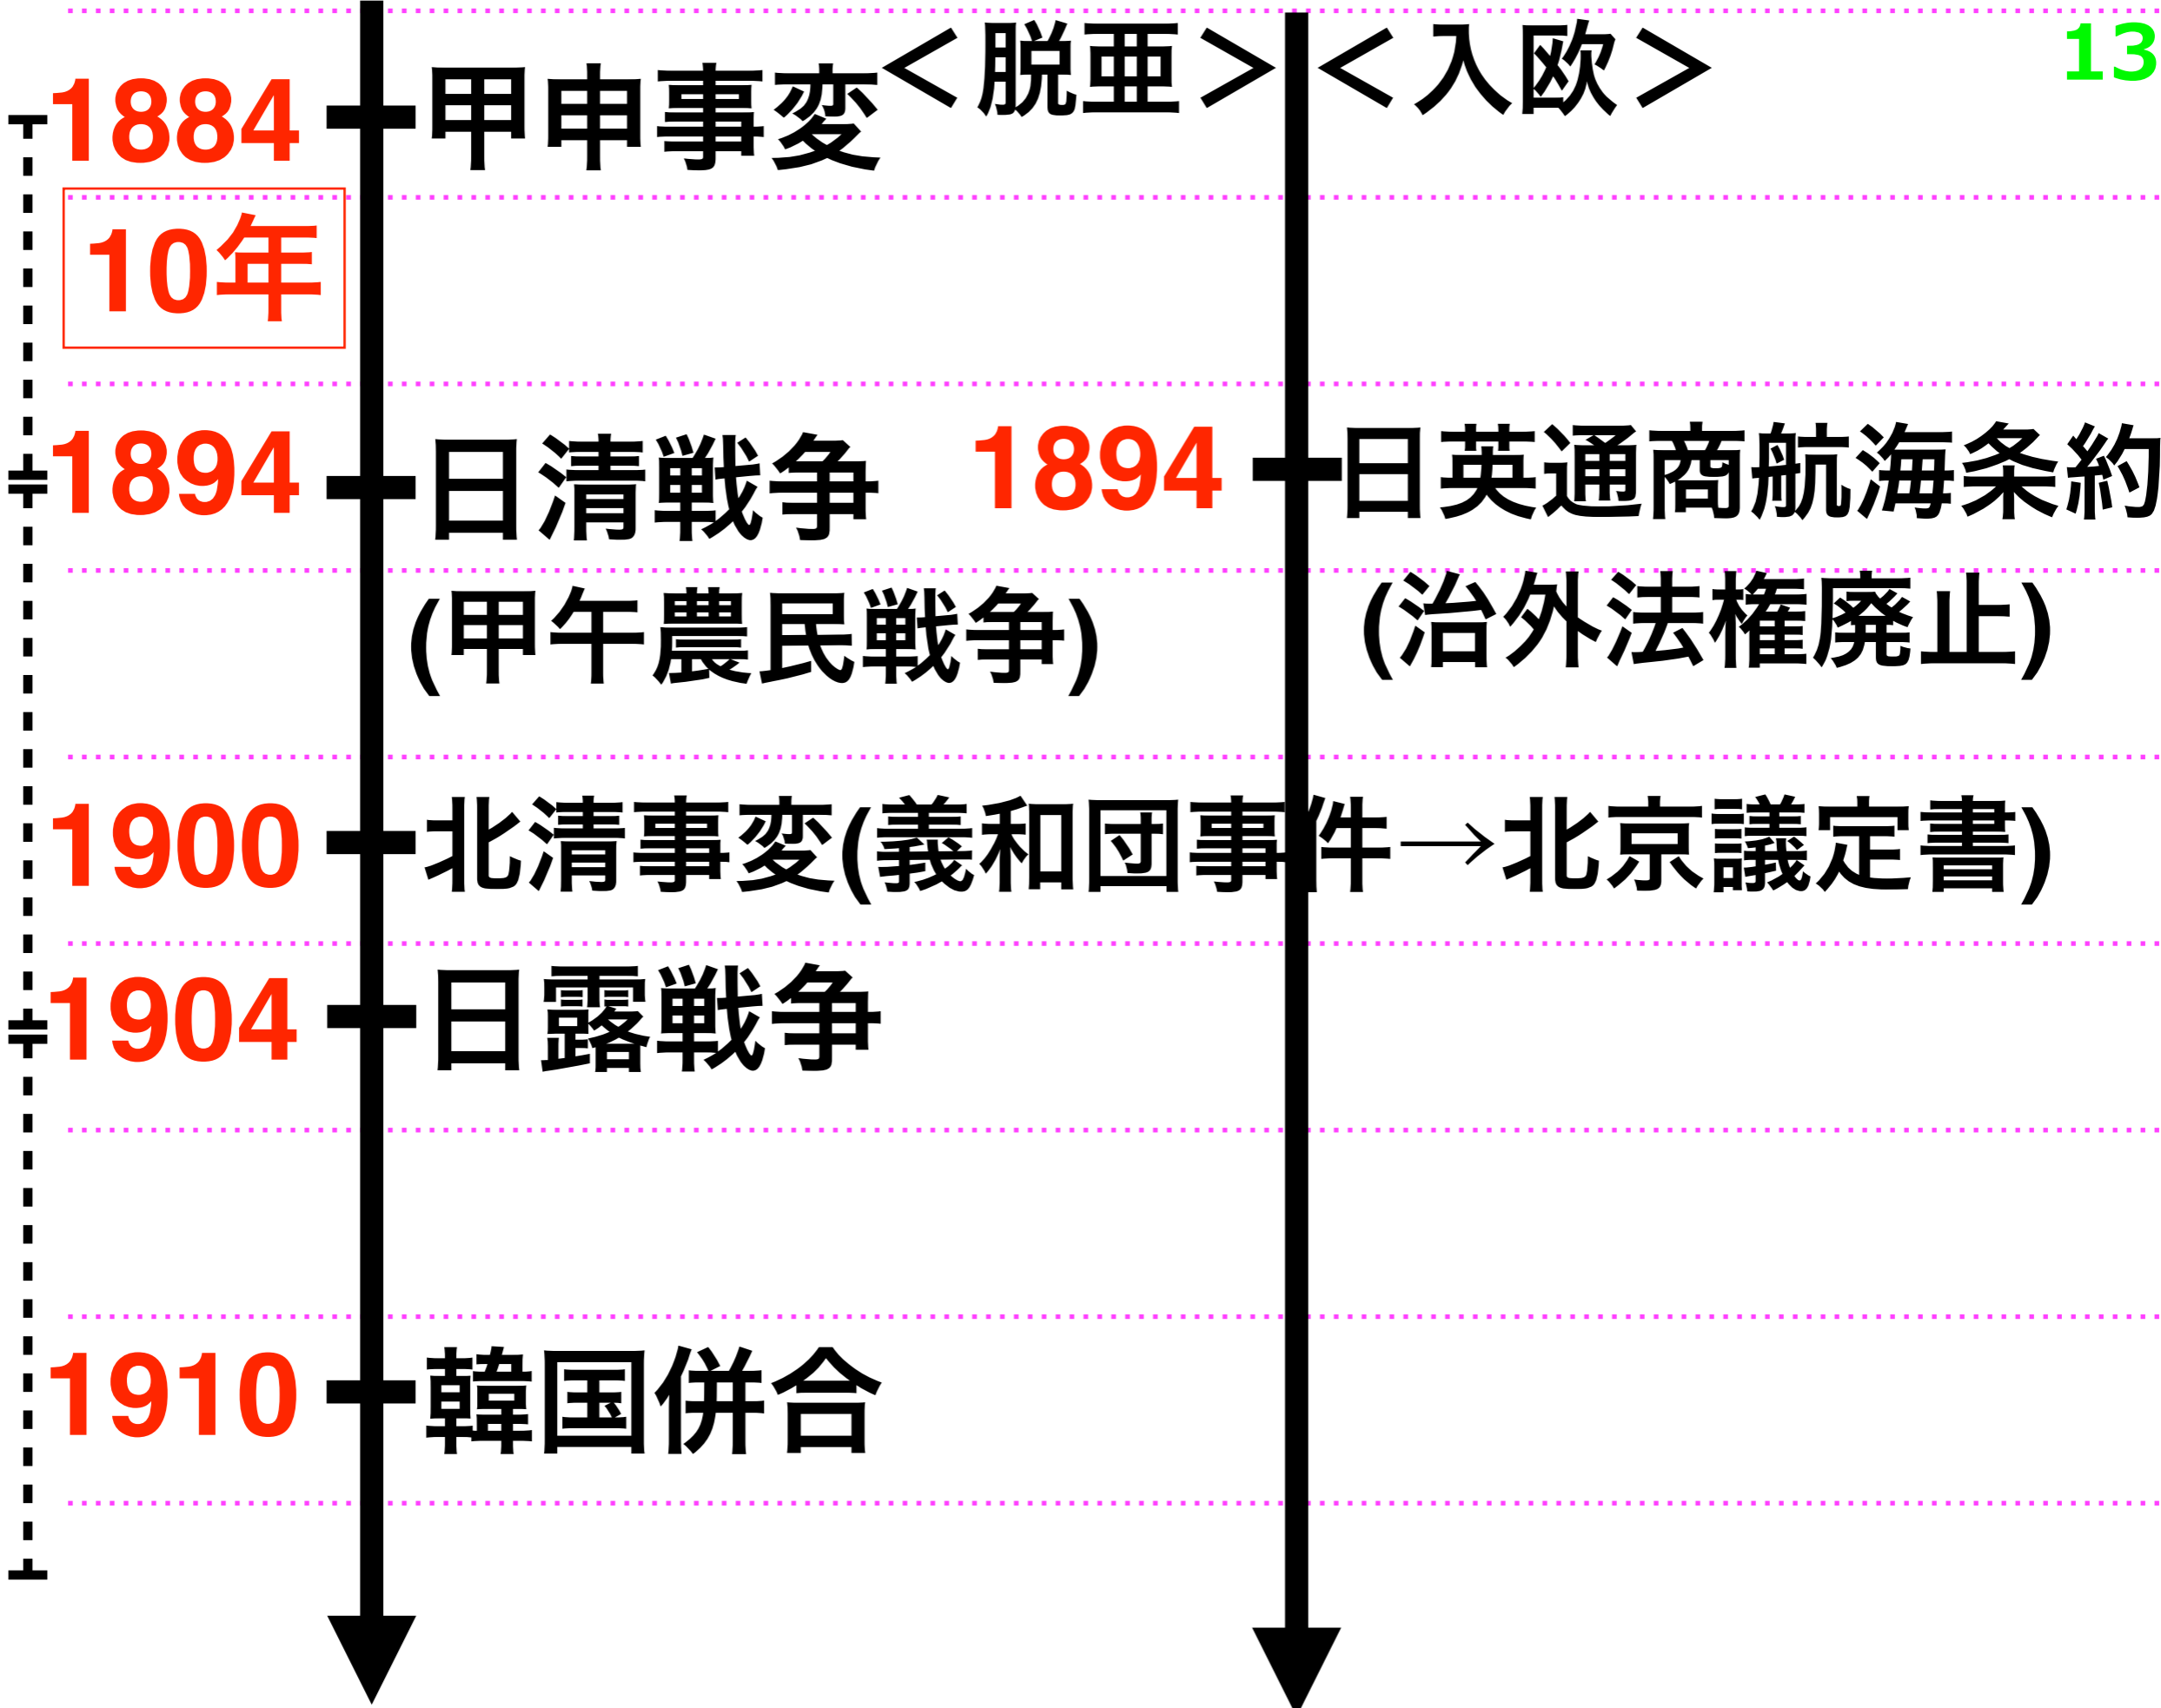 13
1884 甲申事変 <脱亜> <入欧>
10年
1894 日清戦争 1894 日英通商航海条約
(甲午農民戦争) (治外法権廃止)
1900 北清事変(義和団事件→北京議定書)
1904 日露戦争
1910 韓国併合